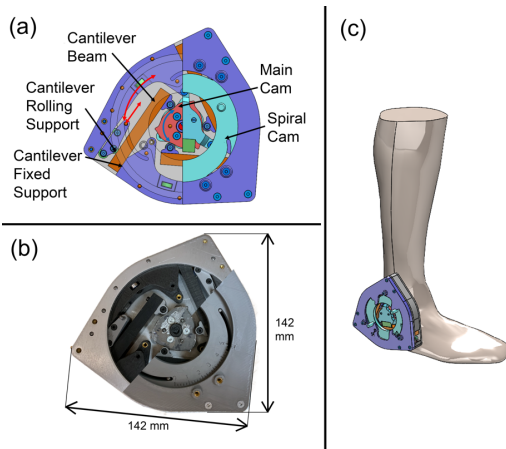 (a)
Cantilever
Beam
Cantilever
Rolling
Support
Cantilever
Fixed
Support
Main
Cam
Spiral
Cam
(b)
142
mm
142 mm
(c)